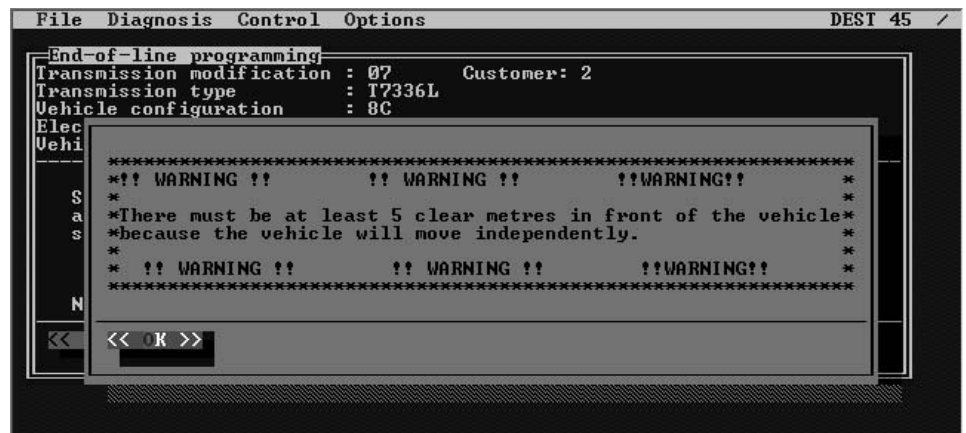 File Diagnosis Control Options DEST 45 /
End-of-line programming
Transmission modification : 07 Customer: 2
Transmission type : T7336L
Vehicle configuration : 8C
Elec
Vehi
****************************************************************
*!! WARNING !! !! WARNING !! !!WARNING!! *
S * *
a *There must be at least 5 clear metres in front of the vehicle*
s *because the vehicle will move independently. *
* *
* !! WARNING !! !! WARNING !! !!WARNING!! *
****************************************************************
N
<< << OK >>